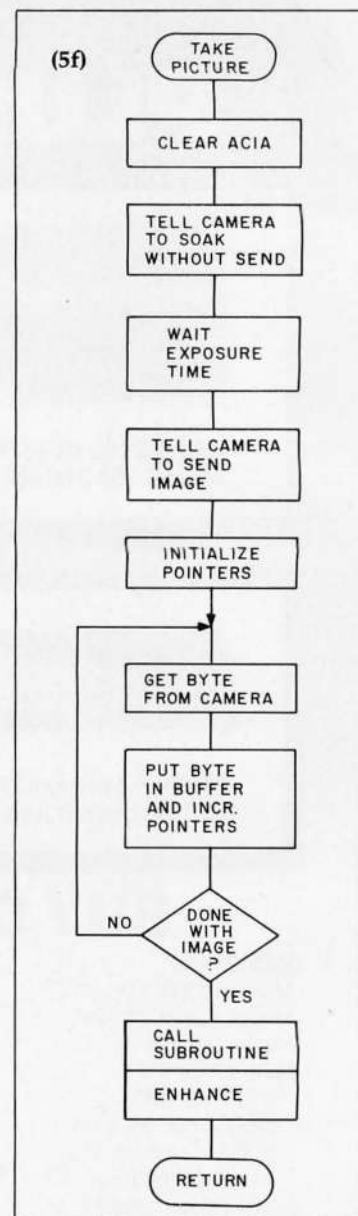 (5f)
TAKE
PICTURE
CLEAR ACIA
TELL CAMERA
TO SOAK
WITHOUT SEND
WAIT
EXPOSURE
TIME
TELL CAMERA
TO SEND
IMAGE
INITIALIZE
POINTERS
GET BYTE
FROM CAMERA
PUT BYTE
IN BUFFER
AND INCR.
POINTERS
DONE
WITH
IMAGE
?
NO
YES
CALL
SUBROUTINE
ENHANCE
RETURN